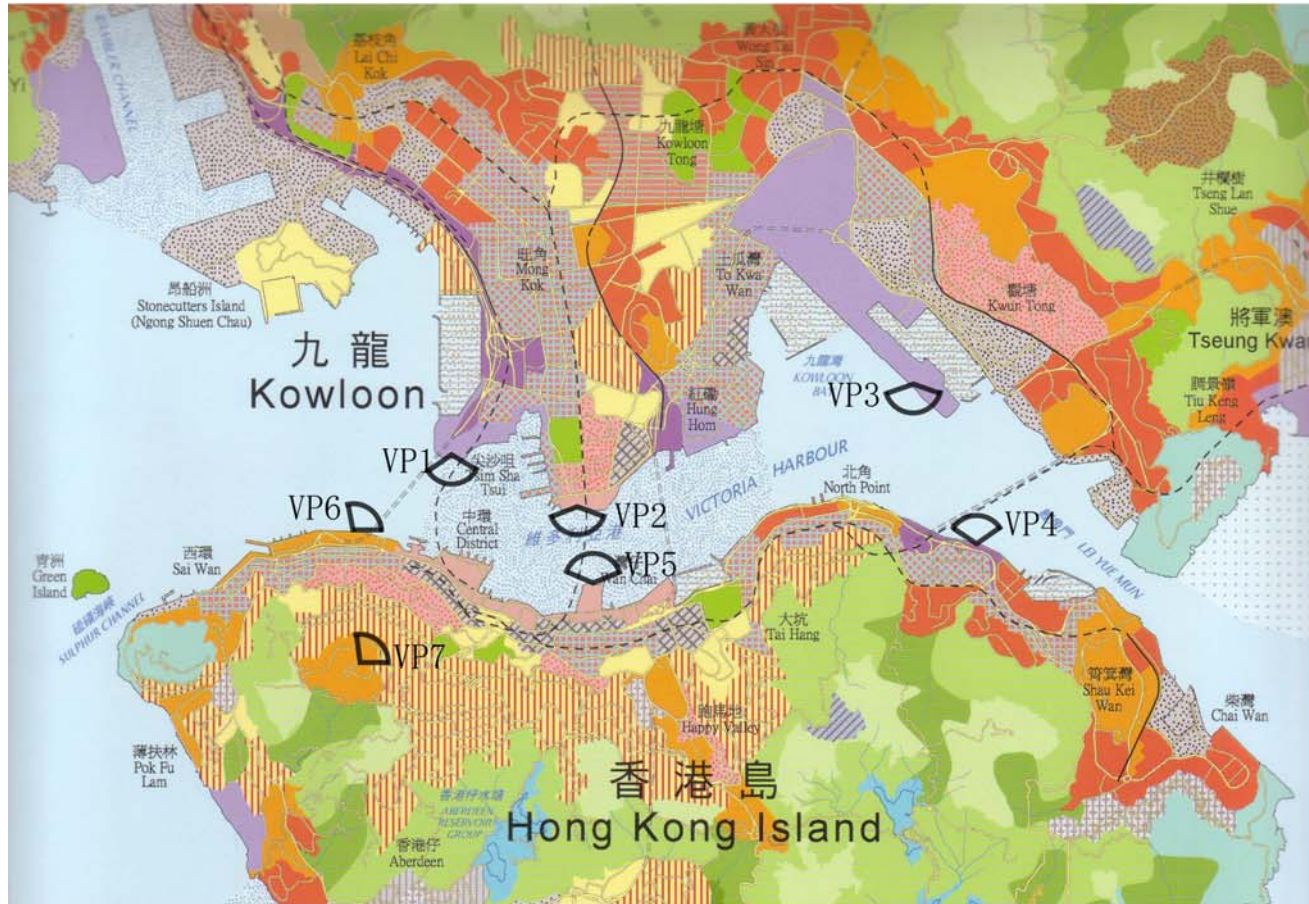 RAMBLER CHANNEL
Yi
荔枝角
Lai Chi
Kok
黃大仙
Wong Tai
Sin
九龍塘
Kowloon
Tong
井欄樹
Tseng Lan
Shue
昂船洲
Stonecutters Island
(Ngong Shuen Chau)
旺角
Mong
Kok
土瓜灣
To Kwa
Wan
觀塘
Kwun Tong
將軍澳
Tseung Kwan
九龍
Kowloon
九龍灣
KOWLOON
BAY
VP3
調景嶺
Tiu Keng
Leng
紅磡
Hung
Hom
VP1
尖沙咀
Tsim Sha
Tsui
VICTORIA HARBOUR
北角
North Point
VP6
中環
Central
District
VP2
VP4
LEI YUE MUN
西環
Sai Wan
青洲
Green
Island
VP5
Wan Chai
SULPHUR CHANNEL
大坑
Tai Hang
VP7
筲箕灣
Shau Kei
Wan
柴灣
Chai Wan
跑馬地
Happy Valley
薄扶林
Pok Fu
Lam
香港島
Hong Kong Island
香港仔水塘
ABERDEEN
RESERVOIR
GROUP
香港仔
Aberdeen